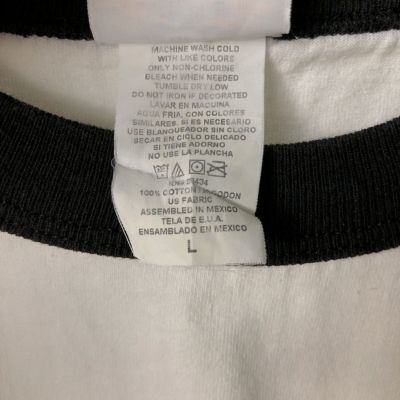 MACHINE WASH COLD
WITH LIKE COLORS
ONLY NON-CHLORINE
BLEACH WHEN NEEDED
TUMBLE DRY LOW
DO NOT IRON IF DECORATED
LAVAR EN MAQUINA
AGUA FRIA, CON COLORES
SIMILARES. SI ES NECESARIO
USE BLANQUEADOR SIN CLORO
SECAR EN CICLO DELICADO
SI TIENE ADORNO
NO USE LA PLANCHA
100% COTTON
US FABRIC
ASSEMBLED IN MEXICO
TELA DE E.U.A.
ENSAMBLADO EN MEXICO
L